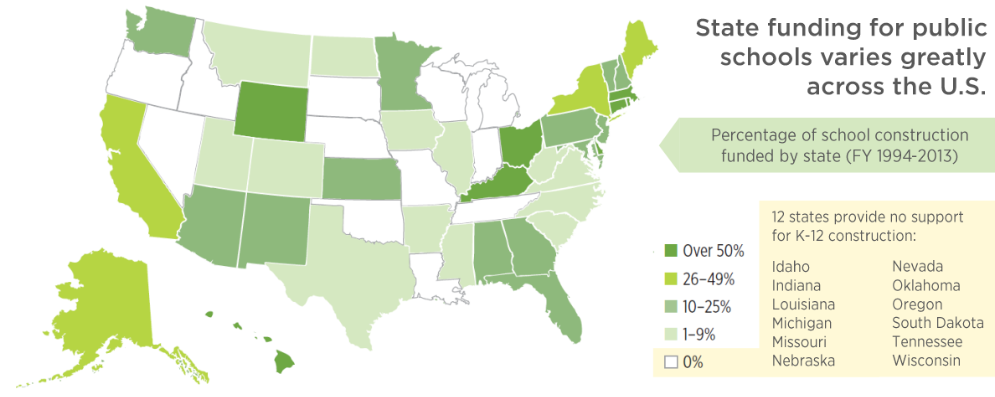 State funding for public
schools varies greatly
across the U.S.
Percentage of school construction
funded by state (FY 1994-2013)
12 states provide no support
for K-12 construction:
Idaho
Indiana
Louisiana
Michigan
Missouri
Nebraska
Nevada
Oklahoma
Oregon
South Dakota
Tennessee
Wisconsin
Over 50%
26–49%
10–25%
1–9%
0%